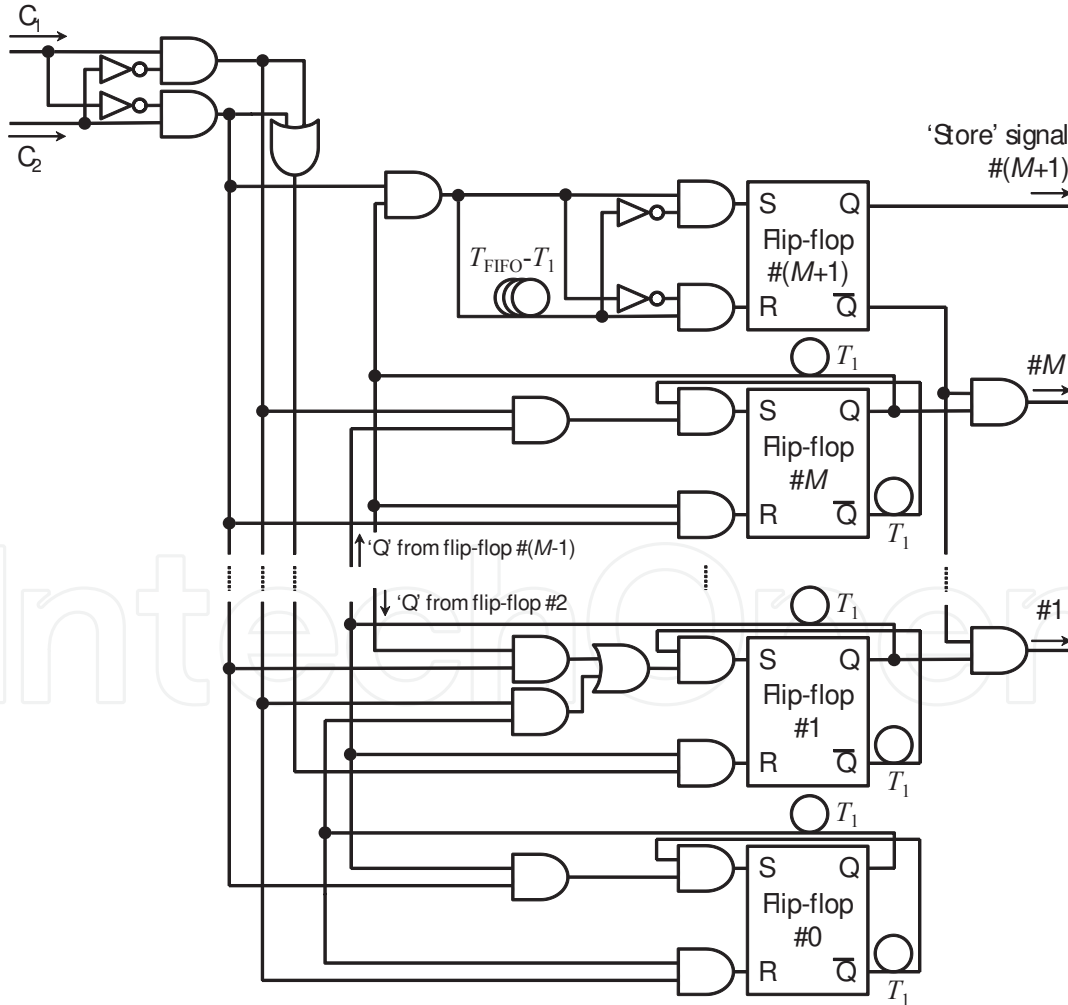 C1
C2
'Store' signal
#(M+1)
S Q
Flip-flop
#(M+1)
R Q̅
TFIFO-T1
T1
#M
S Q
Flip-flop
#M
R Q̅
T1
'Q' from flip-flop #(M-1)
'Q' from flip-flop #2
T1
#1
S Q
Flip-flop
#1
R Q̅
T1
T1
S Q
Flip-flop
#0
R Q̅
T1
IntechOpen